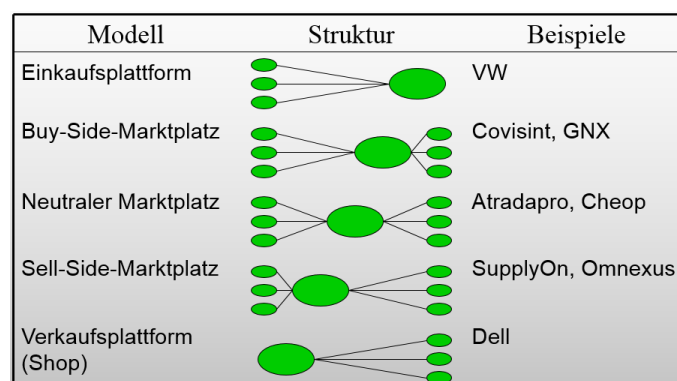 Modell Struktur Beispiele
Einkaufsplattform VW
Buy-Side-Marktplatz Covisint, GNX
Neutraler Marktplatz Atradapro, Cheop
Sell-Side-Marktplatz SupplyOn, Omnexus
Verkaufsplattform Dell
(Shop)